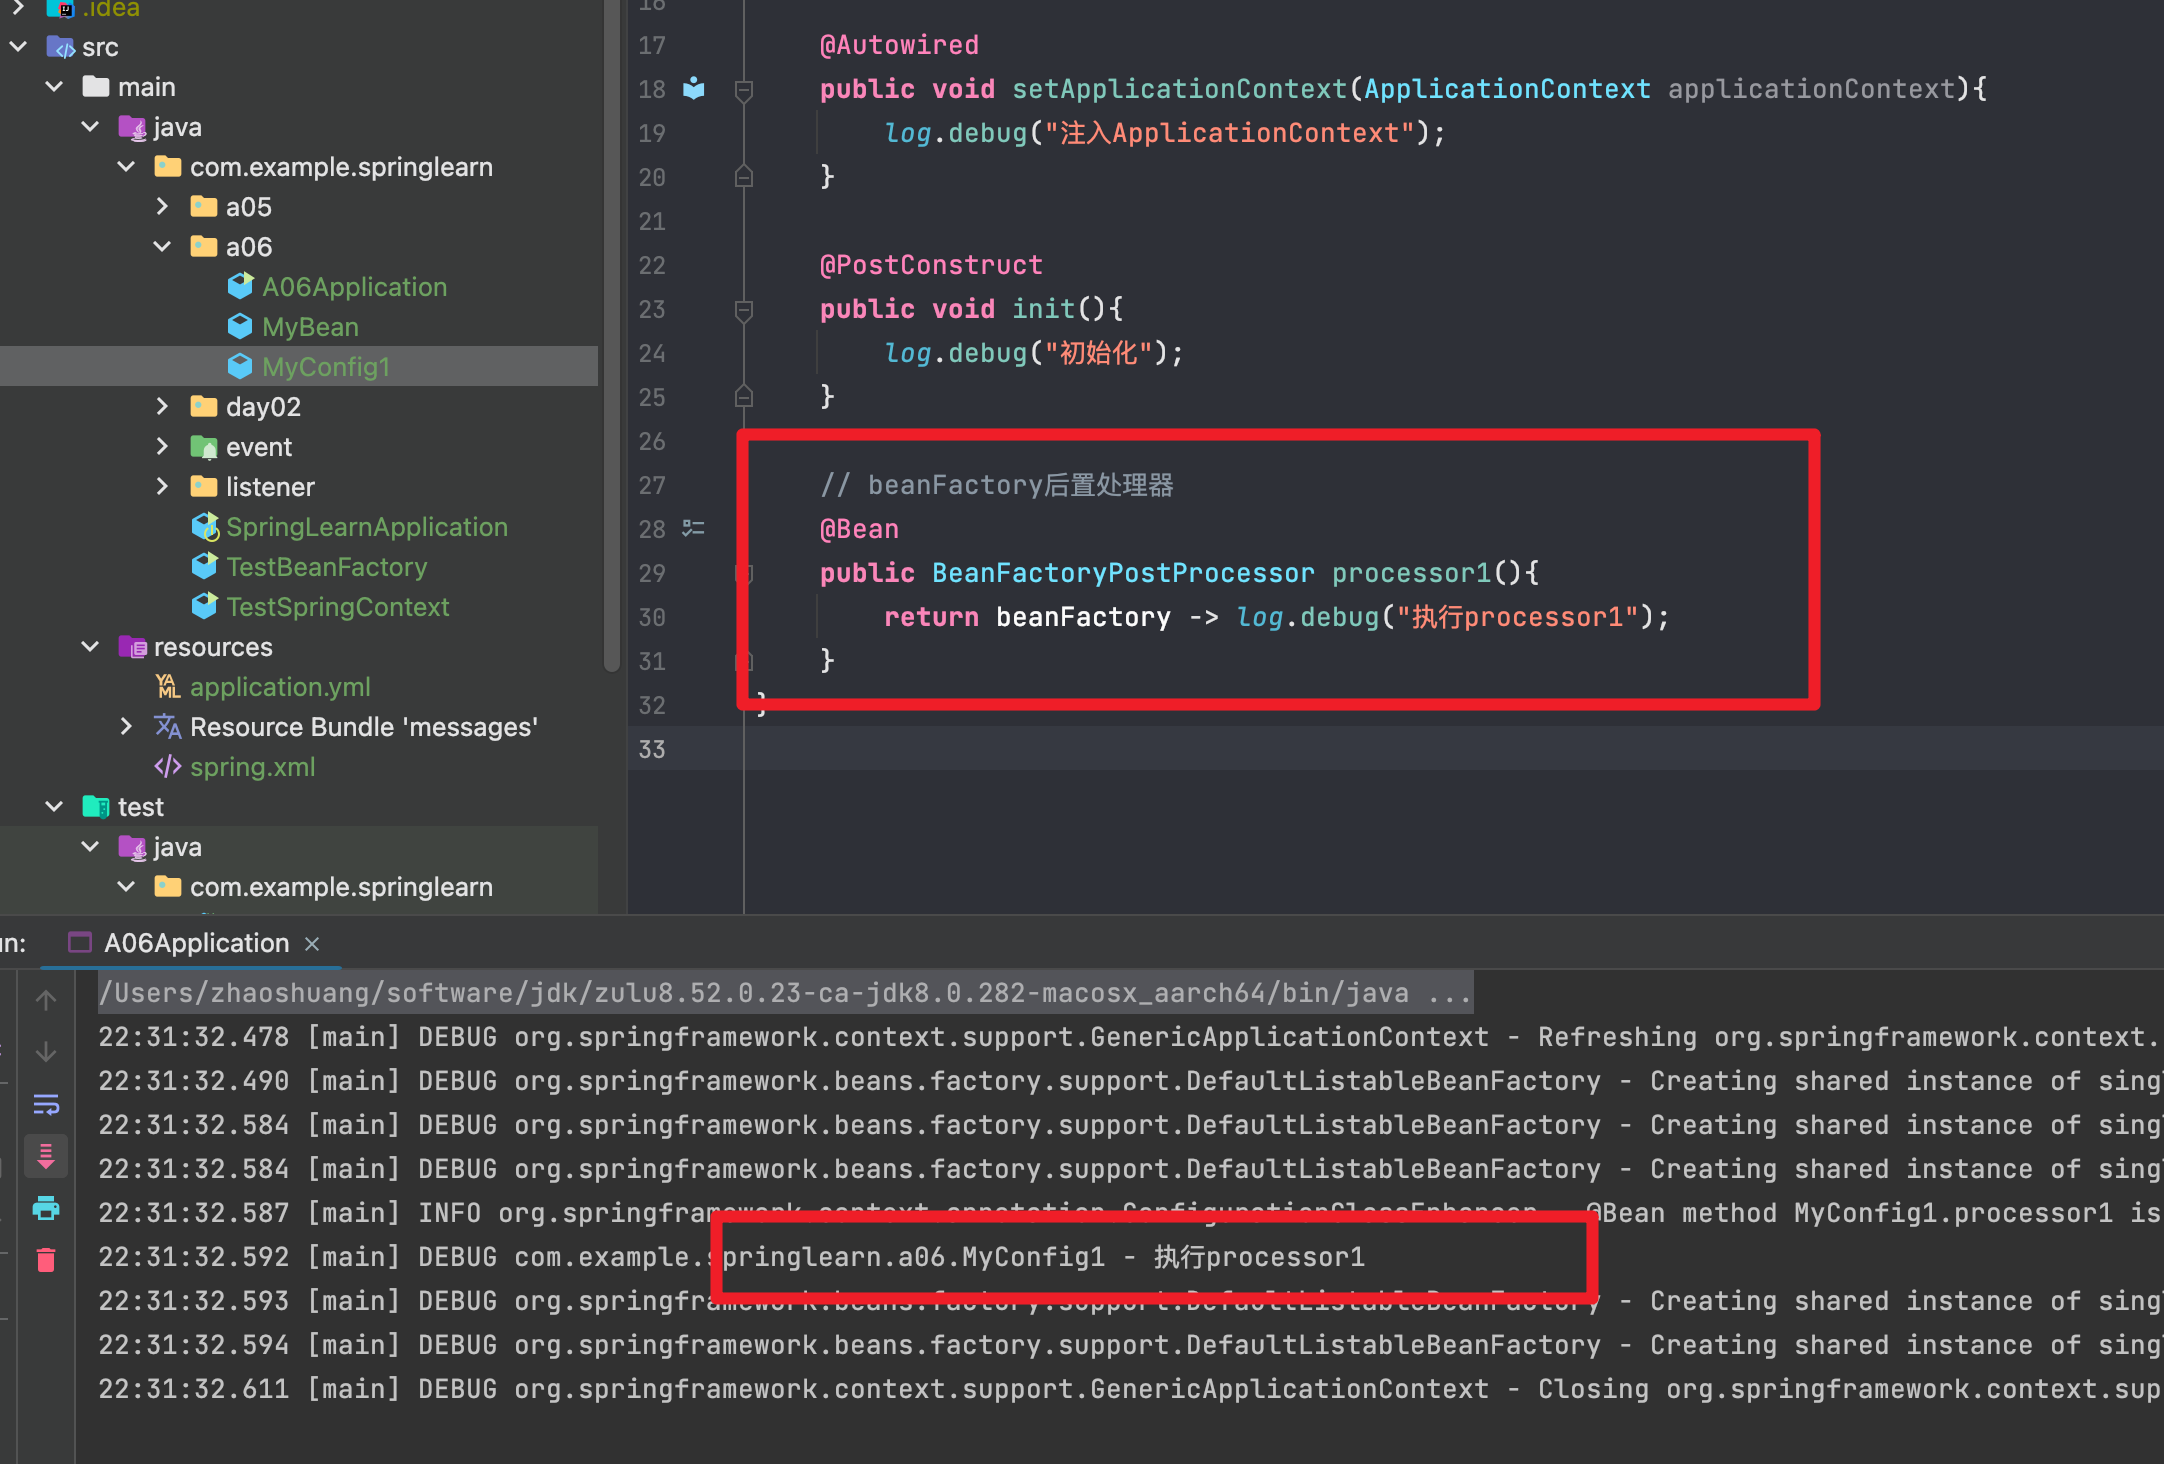 .idea
src
main
java
com.example.springlearn
a05
a06
A06Application
MyBean
MyConfig1
day02
event
listener
SpringLearnApplication
TestBeanFactory
TestSpringContext
resources
application.yml
Resource Bundle 'messages'
spring.xml
test
java
com.example.springlearn
16
17 @Autowired
18 public void setApplicationContext(ApplicationContext applicationContext){
19 log.debug("注入ApplicationContext");
20 }
21
22 @PostConstruct
23 public void init(){
24 log.debug("初始化");
25 }
26
27 // beanFactory后置处理器
28 @Bean
29 public BeanFactoryPostProcessor processor1(){
30 return beanFactory -> log.debug("执行processor1");
31 }
32 }
33
un: A06Application ×
/Users/zhaoshuang/software/jdk/zulu8.52.0.23-ca-jdk8.0.282-macosx_aarch64/bin/java ...
22:31:32.478 [main] DEBUG org.springframework.context.support.GenericApplicationContext - Refreshing org.springframework.context.
22:31:32.490 [main] DEBUG org.springframework.beans.factory.support.DefaultListableBeanFactory - Creating shared instance of sing
22:31:32.584 [main] DEBUG org.springframework.beans.factory.support.DefaultListableBeanFactory - Creating shared instance of sing
22:31:32.584 [main] DEBUG org.springframework.beans.factory.support.DefaultListableBeanFactory - Creating shared instance of sing
22:31:32.587 [main] INFO org.springframework.context.annotation.ConfigurationClassEnhancer - @Bean method MyConfig1.processor1 is
22:31:32.592 [main] DEBUG com.example.springlearn.a06.MyConfig1 - 执行processor1
22:31:32.593 [main] DEBUG org.springframework.beans.factory.support.DefaultListableBeanFactory - Creating shared instance of sing
22:31:32.594 [main] DEBUG org.springframework.beans.factory.support.DefaultListableBeanFactory - Creating shared instance of sing
22:31:32.611 [main] DEBUG org.springframework.context.support.GenericApplicationContext - Closing org.springframework.context.sup